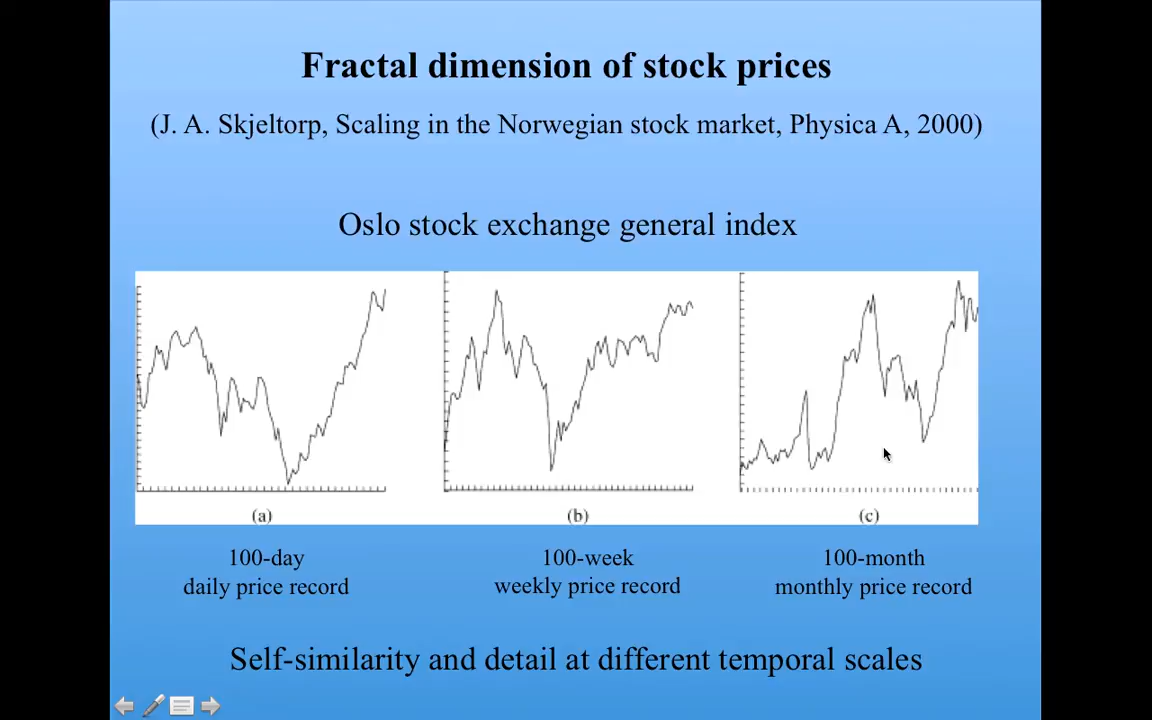 Fractal dimension of stock prices
(J. A. Skjeltorp, Scaling in the Norwegian stock market, Physica A, 2000)
Oslo stock exchange general index
(a)
(b)
(c)
100-day
daily price record
100-week
weekly price record
100-month
monthly price record
Self-similarity and detail at different temporal scales